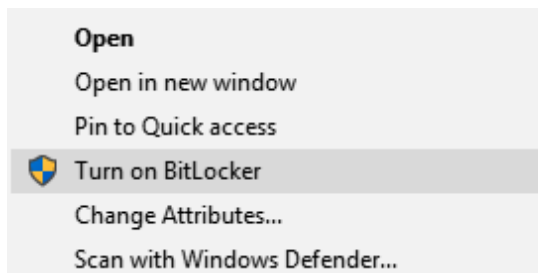 Open
Open in new window
Pin to Quick access
Turn on BitLocker
Change Attributes...
Scan with Windows Defender...